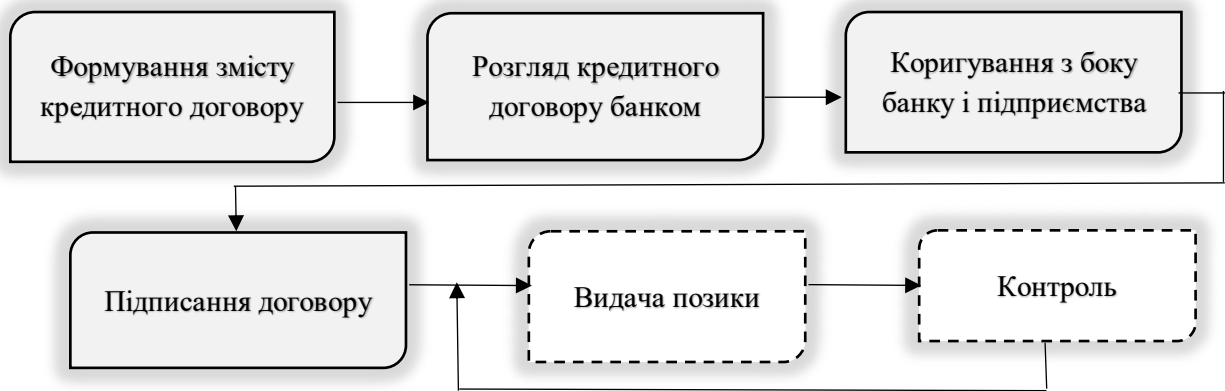 Формування змісту
кредитного договору
Розгляд кредитного
договору банком
Коригування з боку
банку і підприємства
Підписання договору
Видача позики
Контроль